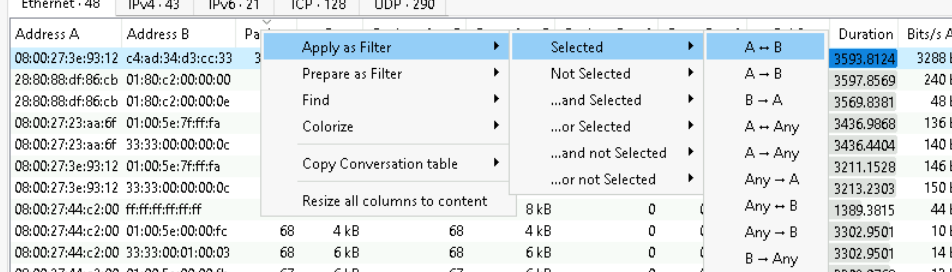 Ethernet · 48 IPv4 · 43 IPv6 · 21 TCP · 128 UDP · 290
Address A Address B Pa Duration Bits/s A
08:00:27:3e:93:12 c4:ad:34:d3:cc:33 3 Apply as Filter Selected A ↔ B 3593.8124 3288
28:80:88:df:86:cb 01:80:c2:00:00:00 Prepare as Filter Not Selected A → B 3597.8569 240
28:80:88:df:86:cb 01:80:c2:00:00:0e Find ...and Selected B → A 3569.8381 48
08:00:27:23:aa:6f 01:00:5e:7f:ff:fa Colorize ...or Selected A ↔ Any 3436.9868 136
08:00:27:23:aa:6f 33:33:00:00:00:0c ...and not Selected A → Any 3436.4404 140
08:00:27:3e:93:12 01:00:5e:7f:ff:fa Copy Conversation table ...or not Selected Any → A 3211.1528 146
08:00:27:3e:93:12 33:33:00:00:00:0c Resize all columns to content 3213.2303 150
08:00:27:44:c2:00 ff:ff:ff:ff:ff:ff 8 kB 0 Any ↔ B 1389.3815 44
08:00:27:44:c2:00 01:00:5e:00:00:fc 68 4 kB 68 4 kB 0 Any → B 3302.9501 10
08:00:27:44:c2:00 33:33:00:01:00:03 68 6 kB 68 6 kB 0 B → Any 3302.9501 14